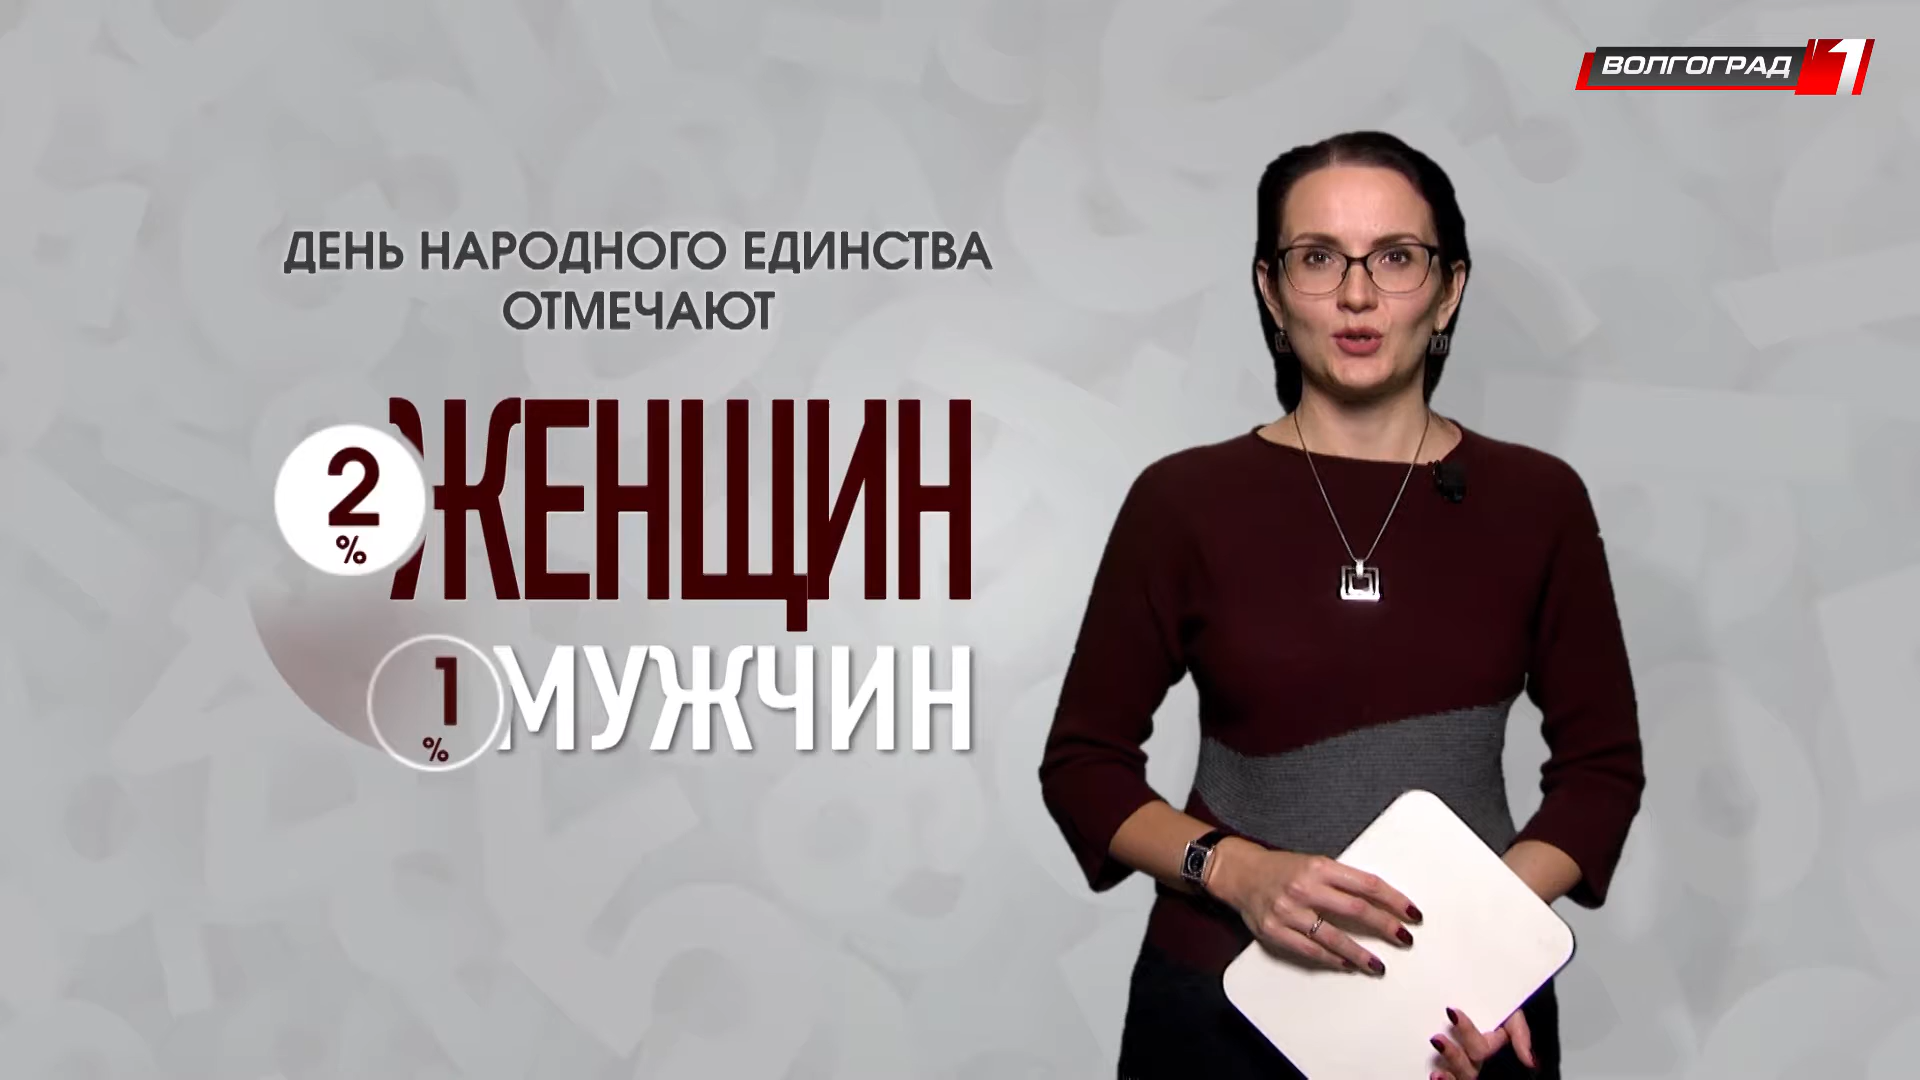 ВОЛГОГРАД 1
ДЕНЬ НАРОДНОГО ЕДИНСТВА
ОТМЕЧАЮТ
2% ЖЕНЩИН
1% МУЖЧИН